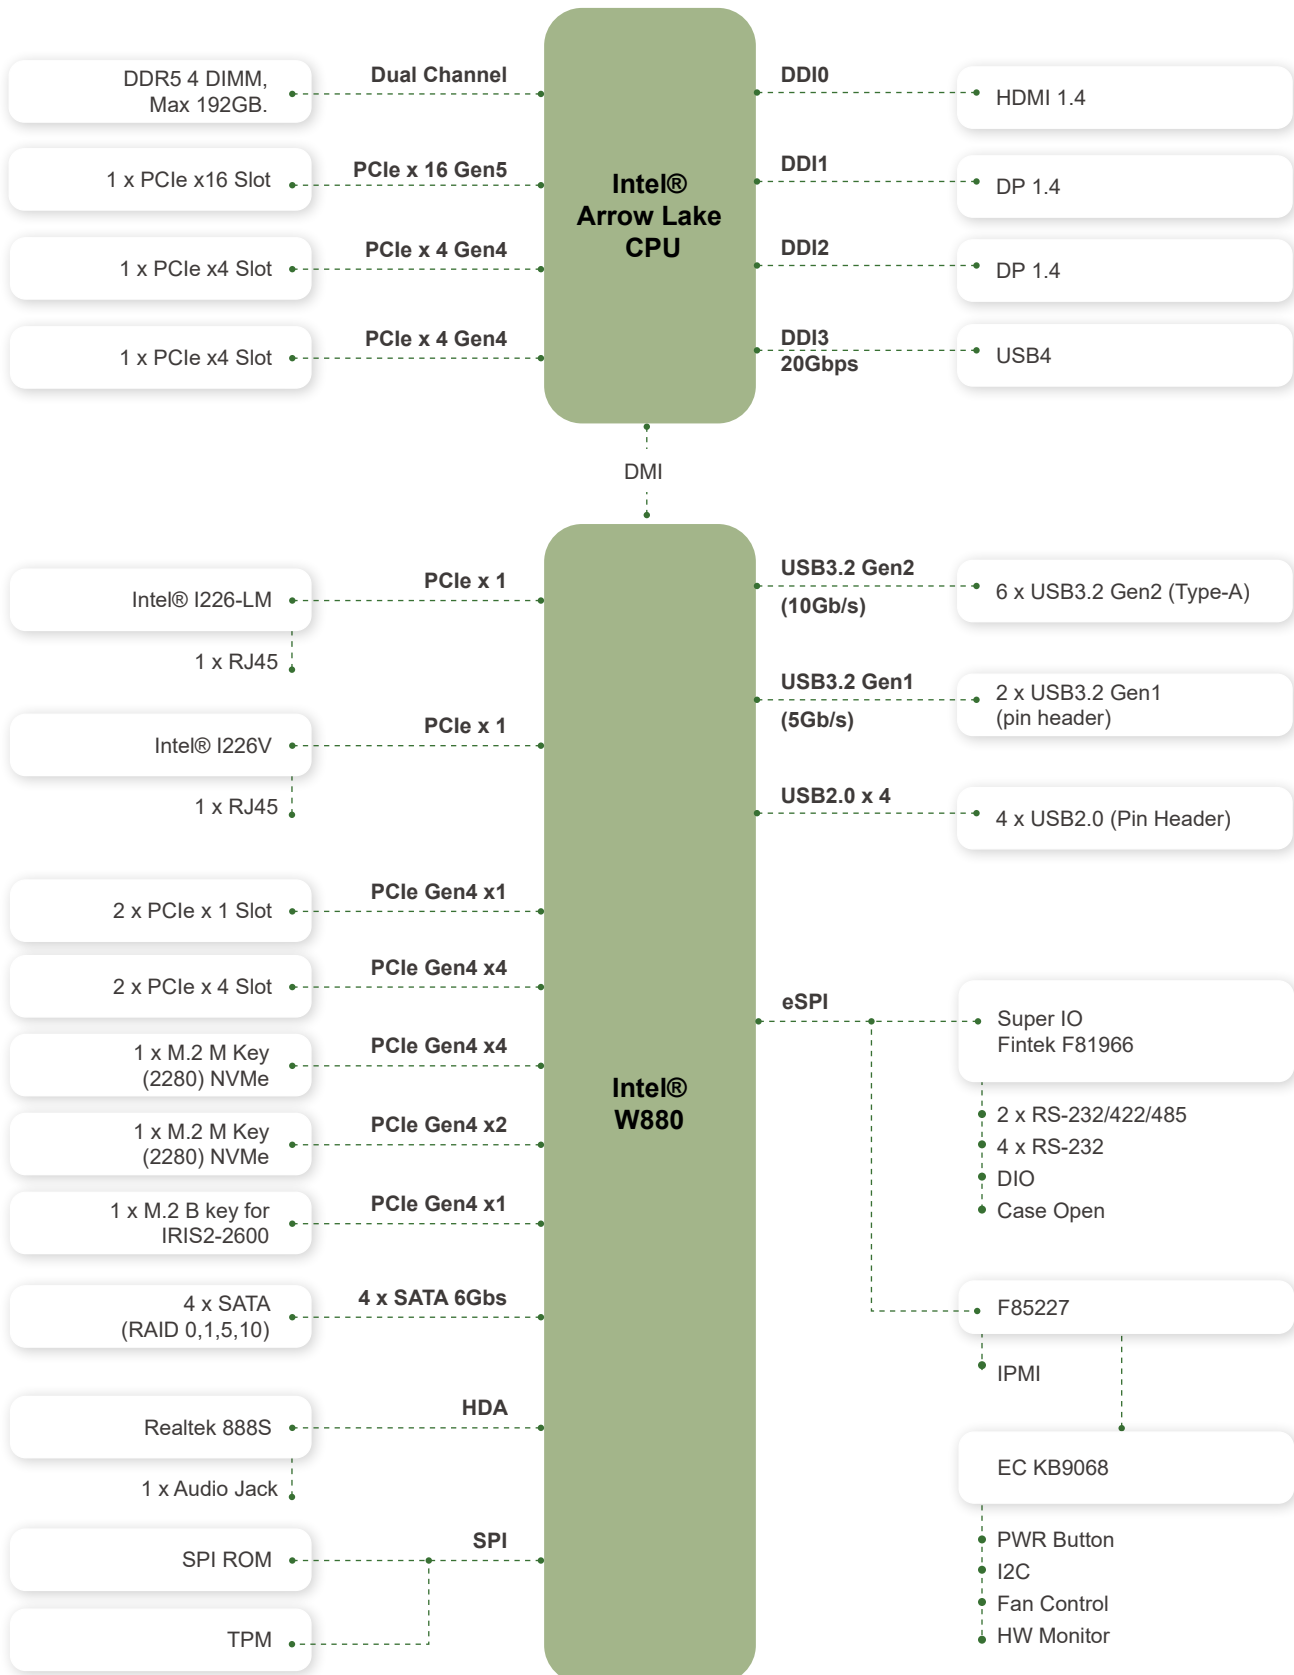 DDR5 4 DIMM,
Max 192GB.
Dual Channel
1 x PCIe x16 Slot
PCIe x 16 Gen5
1 x PCIe x4 Slot
PCIe x 4 Gen4
1 x PCIe x4 Slot
PCIe x 4 Gen4
Intel®
Arrow Lake
CPU
DDI0
HDMI 1.4
DDI1
DP 1.4
DDI2
DP 1.4
DDI3
20Gbps
USB4
DMI
Intel® I226-LM
PCIe x 1
1 x RJ45
Intel® I226V
PCIe x 1
1 x RJ45
2 x PCIe x 1 Slot
PCIe Gen4 x1
2 x PCIe x 4 Slot
PCIe Gen4 x4
1 x M.2 M Key
(2280) NVMe
PCIe Gen4 x4
1 x M.2 M Key
(2280) NVMe
PCIe Gen4 x2
1 x M.2 B key for
IRIS2-2600
PCIe Gen4 x1
4 x SATA
(RAID 0,1,5,10)
4 x SATA 6Gbs
Realtek 888S
HDA
1 x Audio Jack
SPI ROM
SPI
TPM
Intel®
W880
USB3.2 Gen2
(10Gb/s)
6 x USB3.2 Gen2 (Type-A)
USB3.2 Gen1
(5Gb/s)
2 x USB3.2 Gen1
(pin header)
USB2.0 x 4
4 x USB2.0 (Pin Header)
eSPI
Super IO
Fintek F81966
2 x RS-232/422/485
4 x RS-232
DIO
Case Open
F85227
IPMI
EC KB9068
PWR Button
I2C
Fan Control
HW Monitor